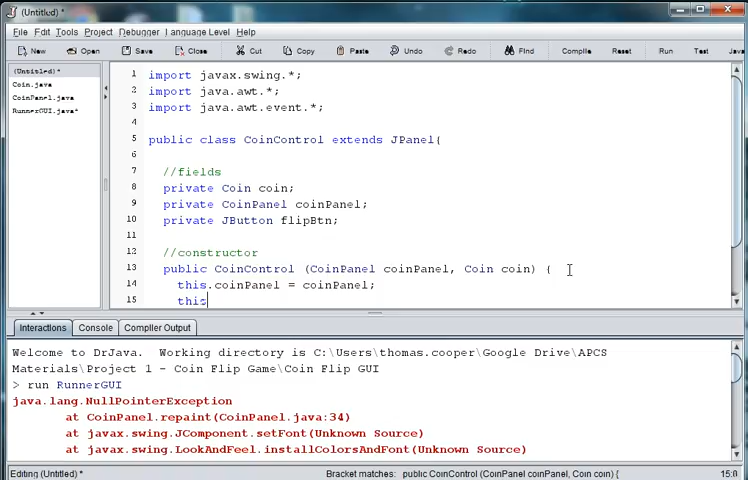 (Untitled) *
File Edit Tools Project Debugger Language Level Help
New Open Save Close Cut Copy Paste Undo Redo Find Compile Reset Run Test
(Untitled) *
Coin.java
CoinPanel.java
RunnerGUI.java*
1 import javax.swing.*;
2 import java.awt.*;
3 import java.awt.event.*;
4
5 public class CoinControl extends JPanel{
6
7 //fields
8 private Coin coin;
9 private CoinPanel coinPanel;
10 private JButton flipBtn;
11
12 //constructor
13 public CoinControl (CoinPanel coinPanel, Coin coin) {
14 this.coinPanel = coinPanel;
15 this
Interactions Console Compiler Output
Welcome to DrJava. Working directory is C:\Users\thomas.cooper\Google Drive\APCS
Materials\Project 1 - Coin Flip Game\Coin Flip GUI
> run RunnerGUI
java.lang.NullPointerException
at CoinPanel.repaint(CoinPanel.java:34)
at javax.swing.JComponent.setFont(Unknown Source)
at javax.swing.LookAndFeel.installColorsAndFont(Unknown Source)
Editing (Untitled) * Bracket matches: public CoinControl (CoinPanel coinPanel, Coin coin) {